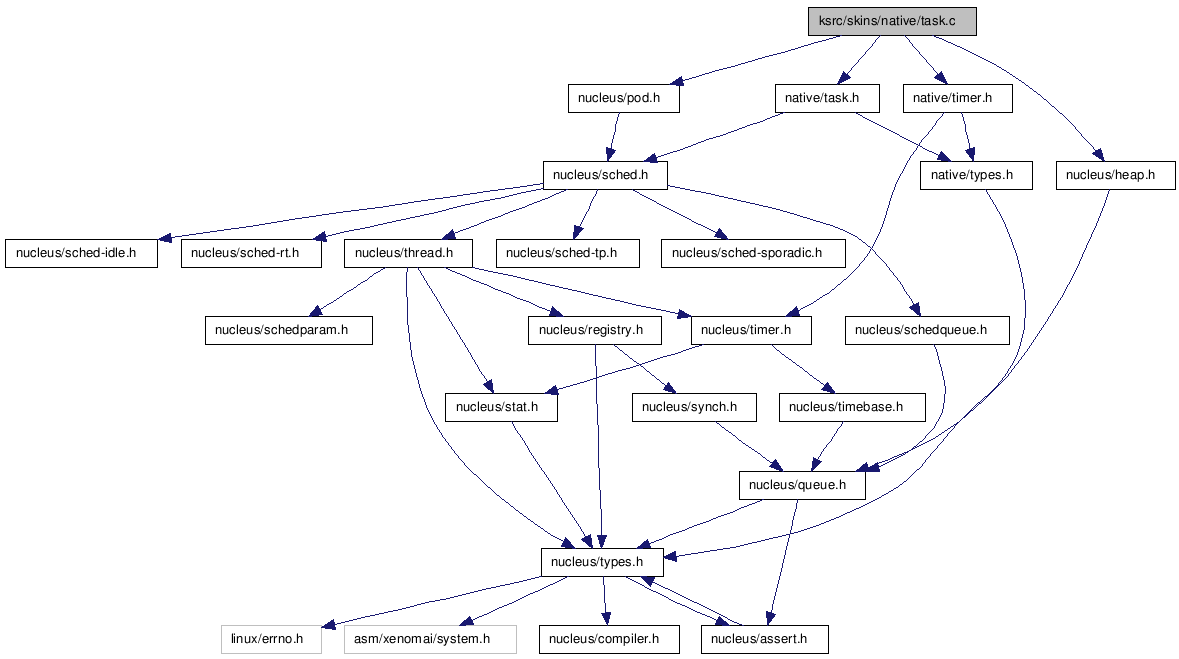 ksrc/skins/native/task.c
nucleus/pod.h
native/task.h
native/timer.h
nucleus/sched.h
native/types.h
nucleus/heap.h
nucleus/sched-idle.h
nucleus/sched-rt.h
nucleus/thread.h
nucleus/sched-tp.h
nucleus/sched-sporadic.h
nucleus/schedparam.h
nucleus/registry.h
nucleus/timer.h
nucleus/schedqueue.h
nucleus/stat.h
nucleus/synch.h
nucleus/timebase.h
nucleus/queue.h
nucleus/types.h
linux/errno.h
asm/xenomai/system.h
nucleus/compiler.h
nucleus/assert.h